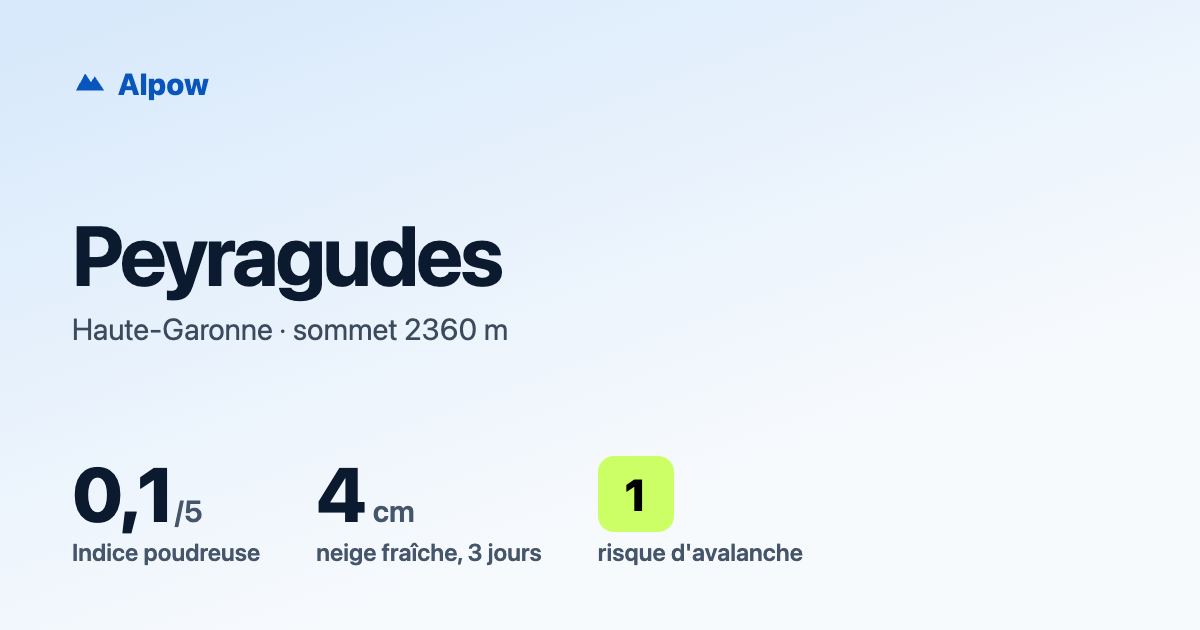 Alpow
Peyragudes
Haute-Garonne · sommet 2360 m
0,1/5
Indice poudreuse
4 cm
neige fraîche, 3 jours
1
risque d'avalanche